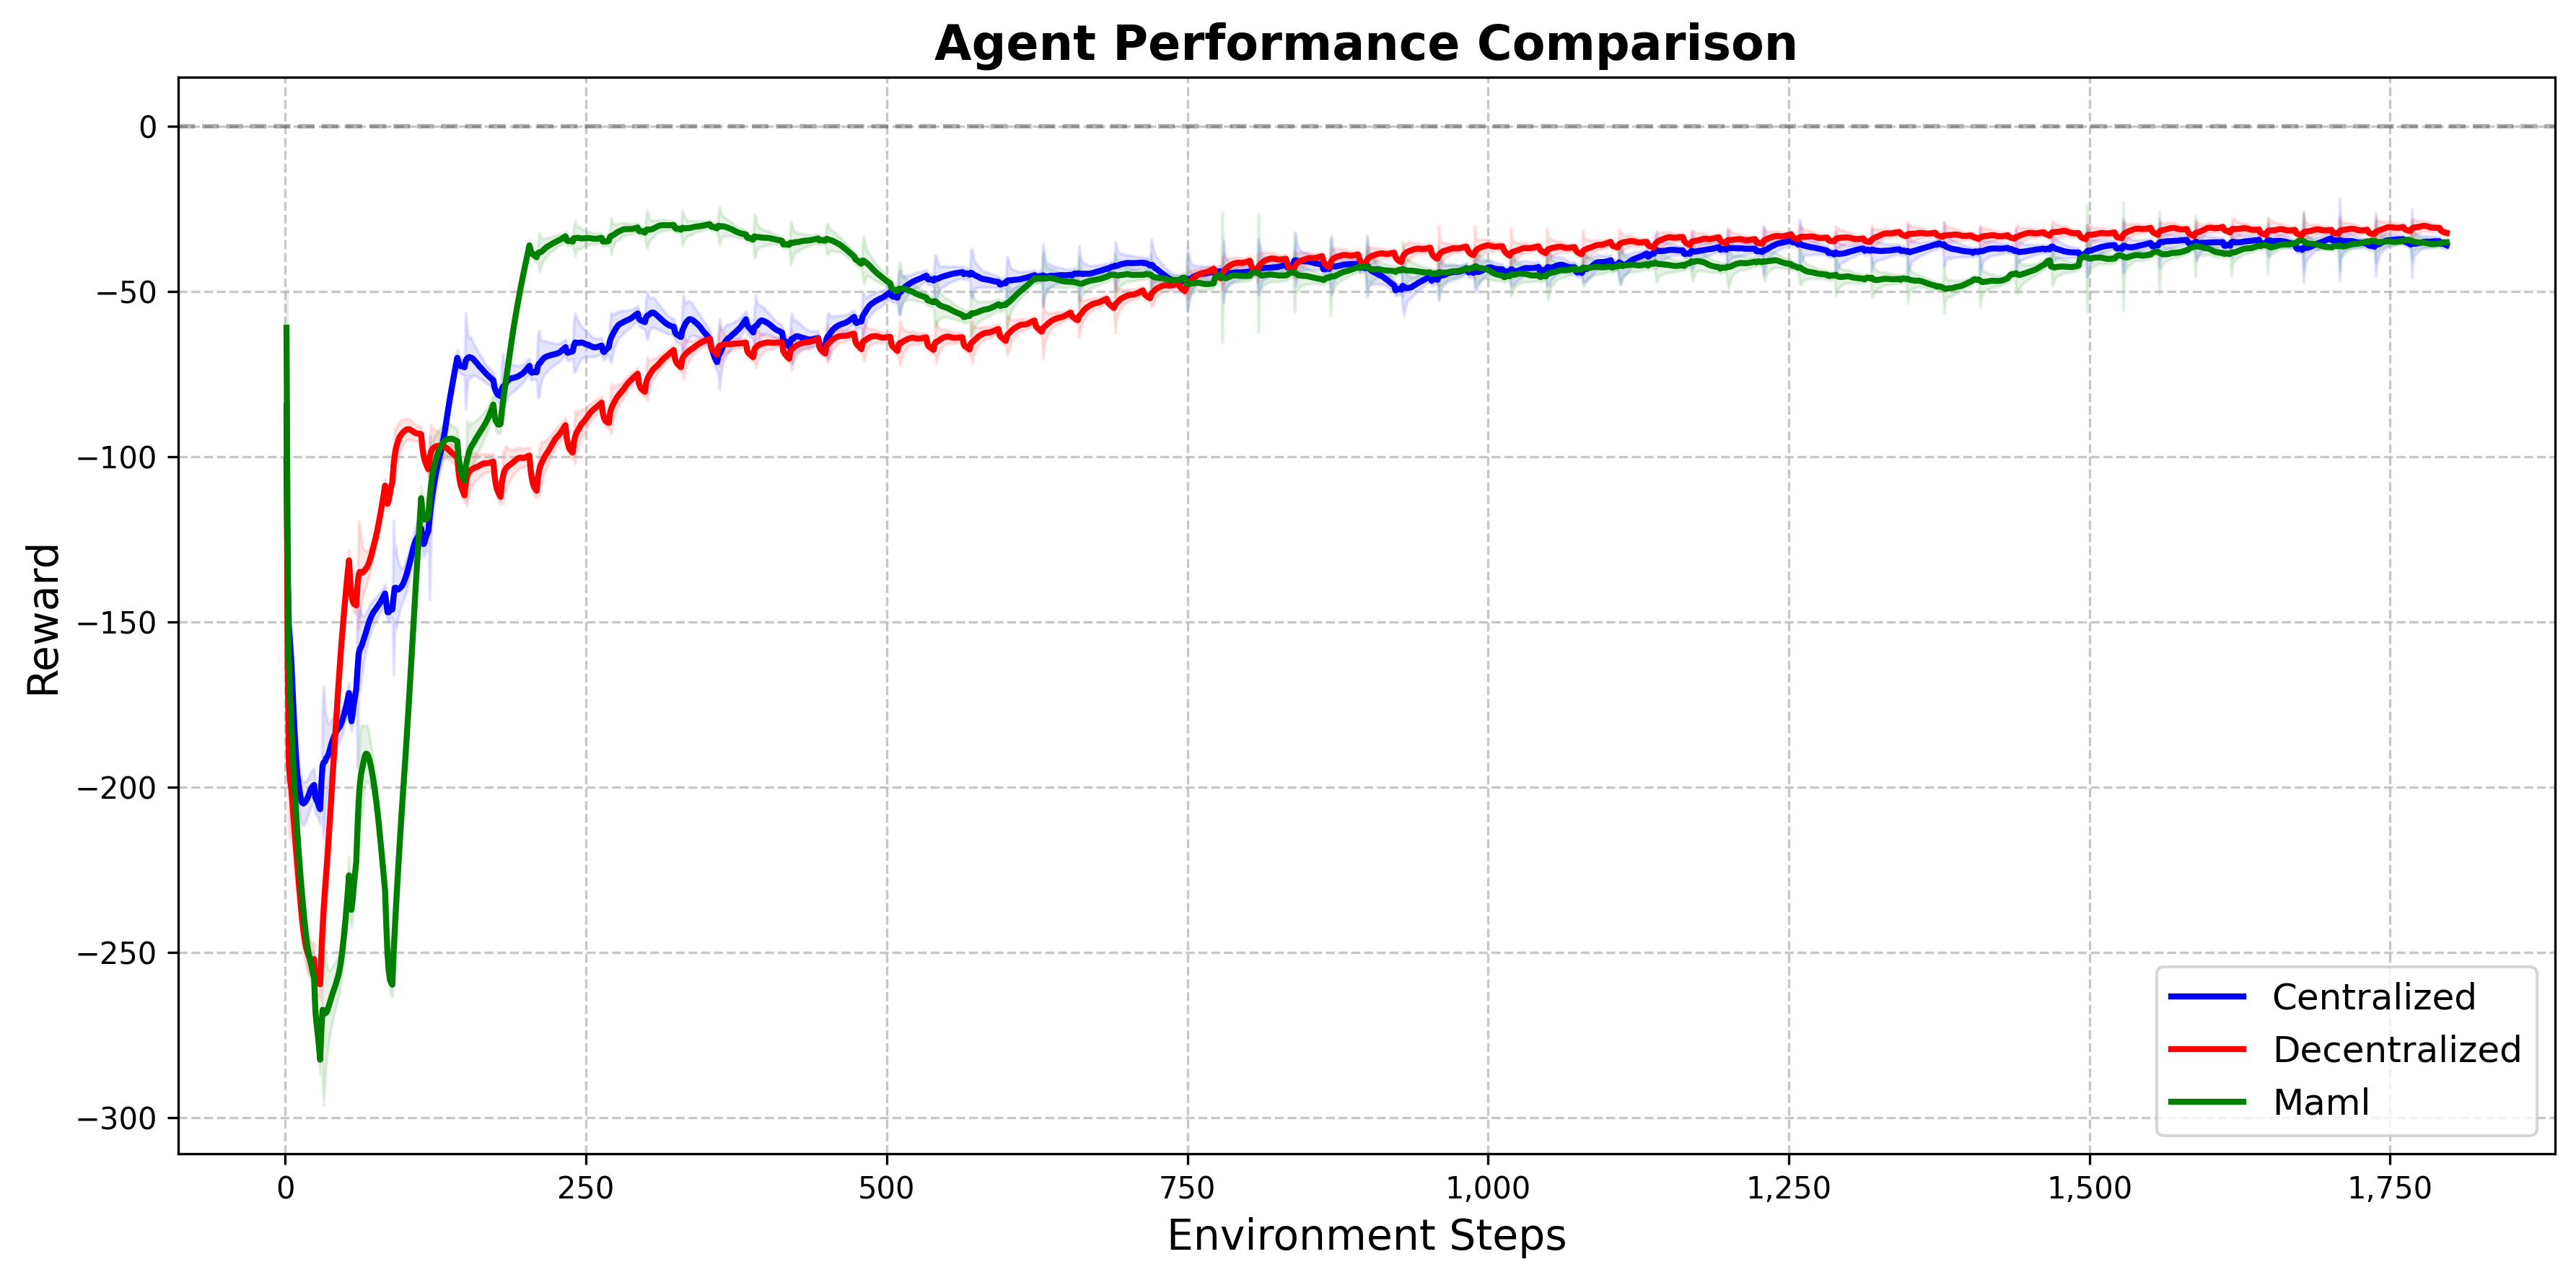 Agent Performance Comparison
0
−50
−100
−150
−200
−250
−300
Reward
0 250 500 750 1,000 1,250 1,500 1,750
Environment Steps
Centralized
Decentralized
Maml